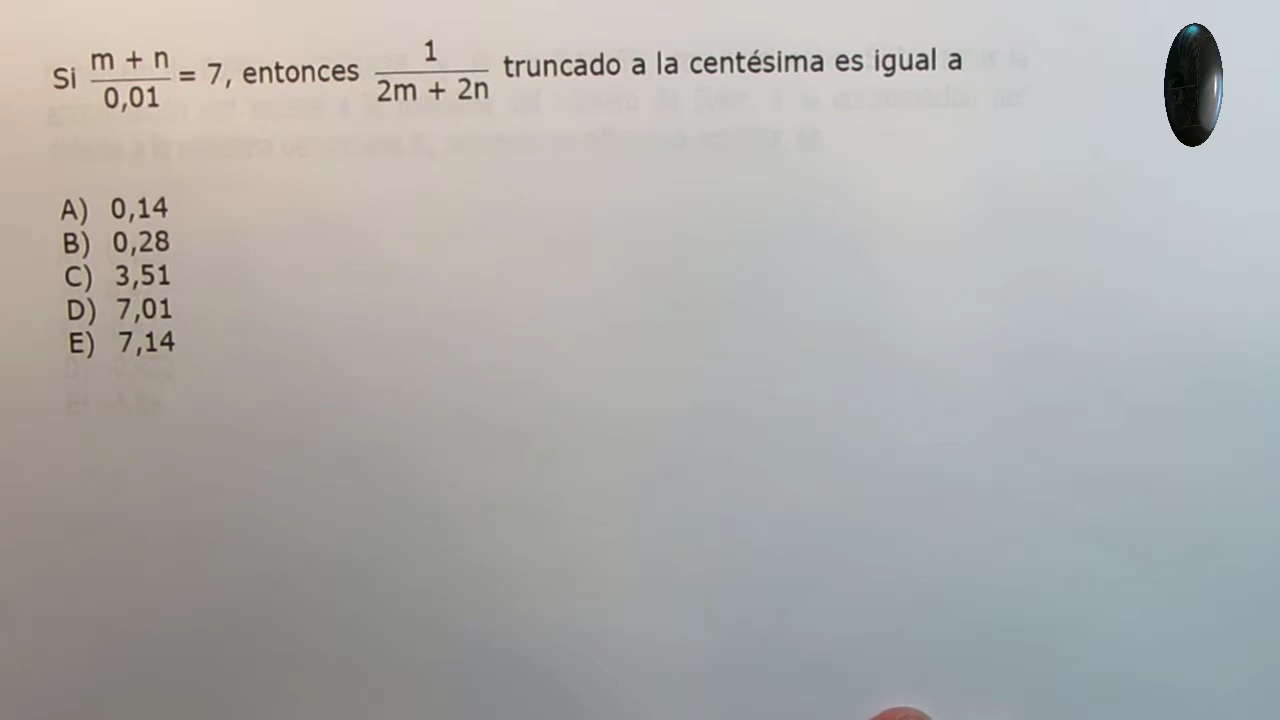 Si m + n / 0,01 = 7, entonces 1 / 2m + 2n truncado a la centésima es igual a
A) 0,14
B) 0,28
C) 3,51
D) 7,01
E) 7,14